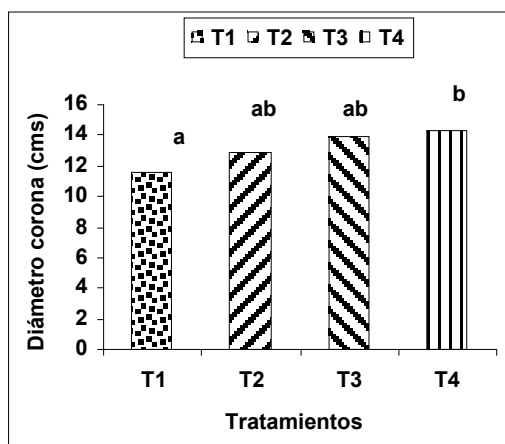 T1 T2 T3 T4
Diámetro corona (cms)
16
14
12
10
8
6
4
2
0
a
ab
ab
b
T1 T2 T3 T4
Tratamientos